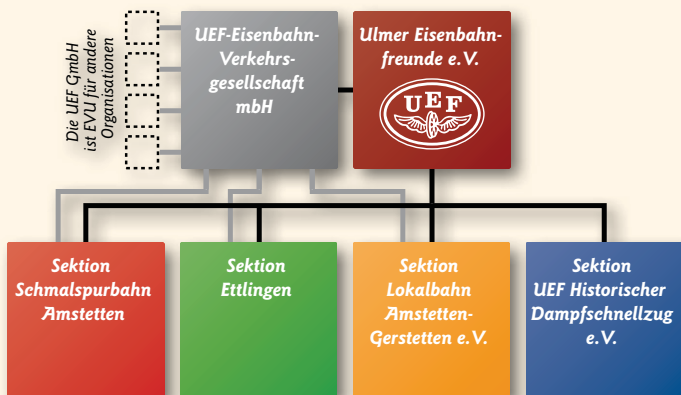 Die UEF GmbH
ist EVU für andere
Organisationen
UEF-Eisenbahn-
Verkehrs-
gesellschaft
mbH
Ulmer Eisenbahn-
freunde e.V.
UEF
Sektion
Schmalspurbahn
Amstetten
Sektion
Ettlingen
Sektion
Lokalbahn
Amstetten-
Gerstetten e.V.
Sektion
UEF Historischer
Dampfschnellzug
e.V.